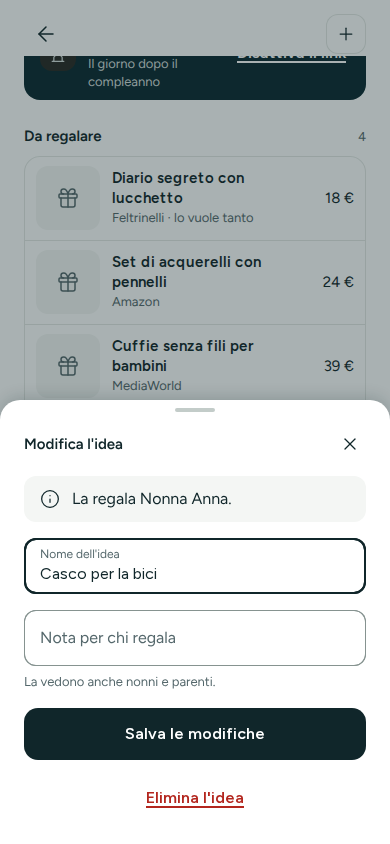 Il giorno dopo il
compleanno
Disattiva il link
Da regalare
4
Diario segreto con
lucchetto
Feltrinelli · lo vuole tanto
18 €
Set di acquerelli con
pennelli
Amazon
24 €
Cuffie senza fili per
bambini
MediaWorld
39 €
Modifica l'idea
La regala Nonna Anna.
Nome dell'idea
Casco per la bici
Nota per chi regala
La vedono anche nonni e parenti.
Salva le modifiche
Elimina l'idea